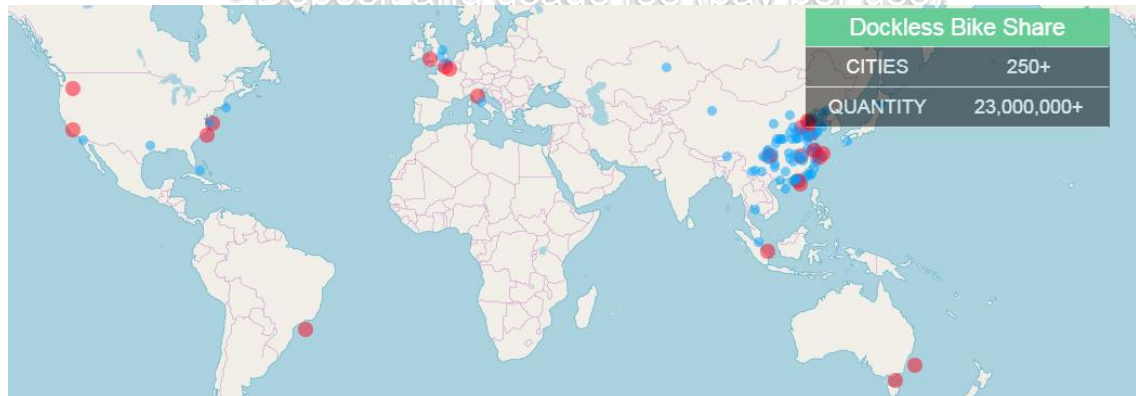 Dockless Bike Share
CITIES 250+
QUANTITY 23,000,000+